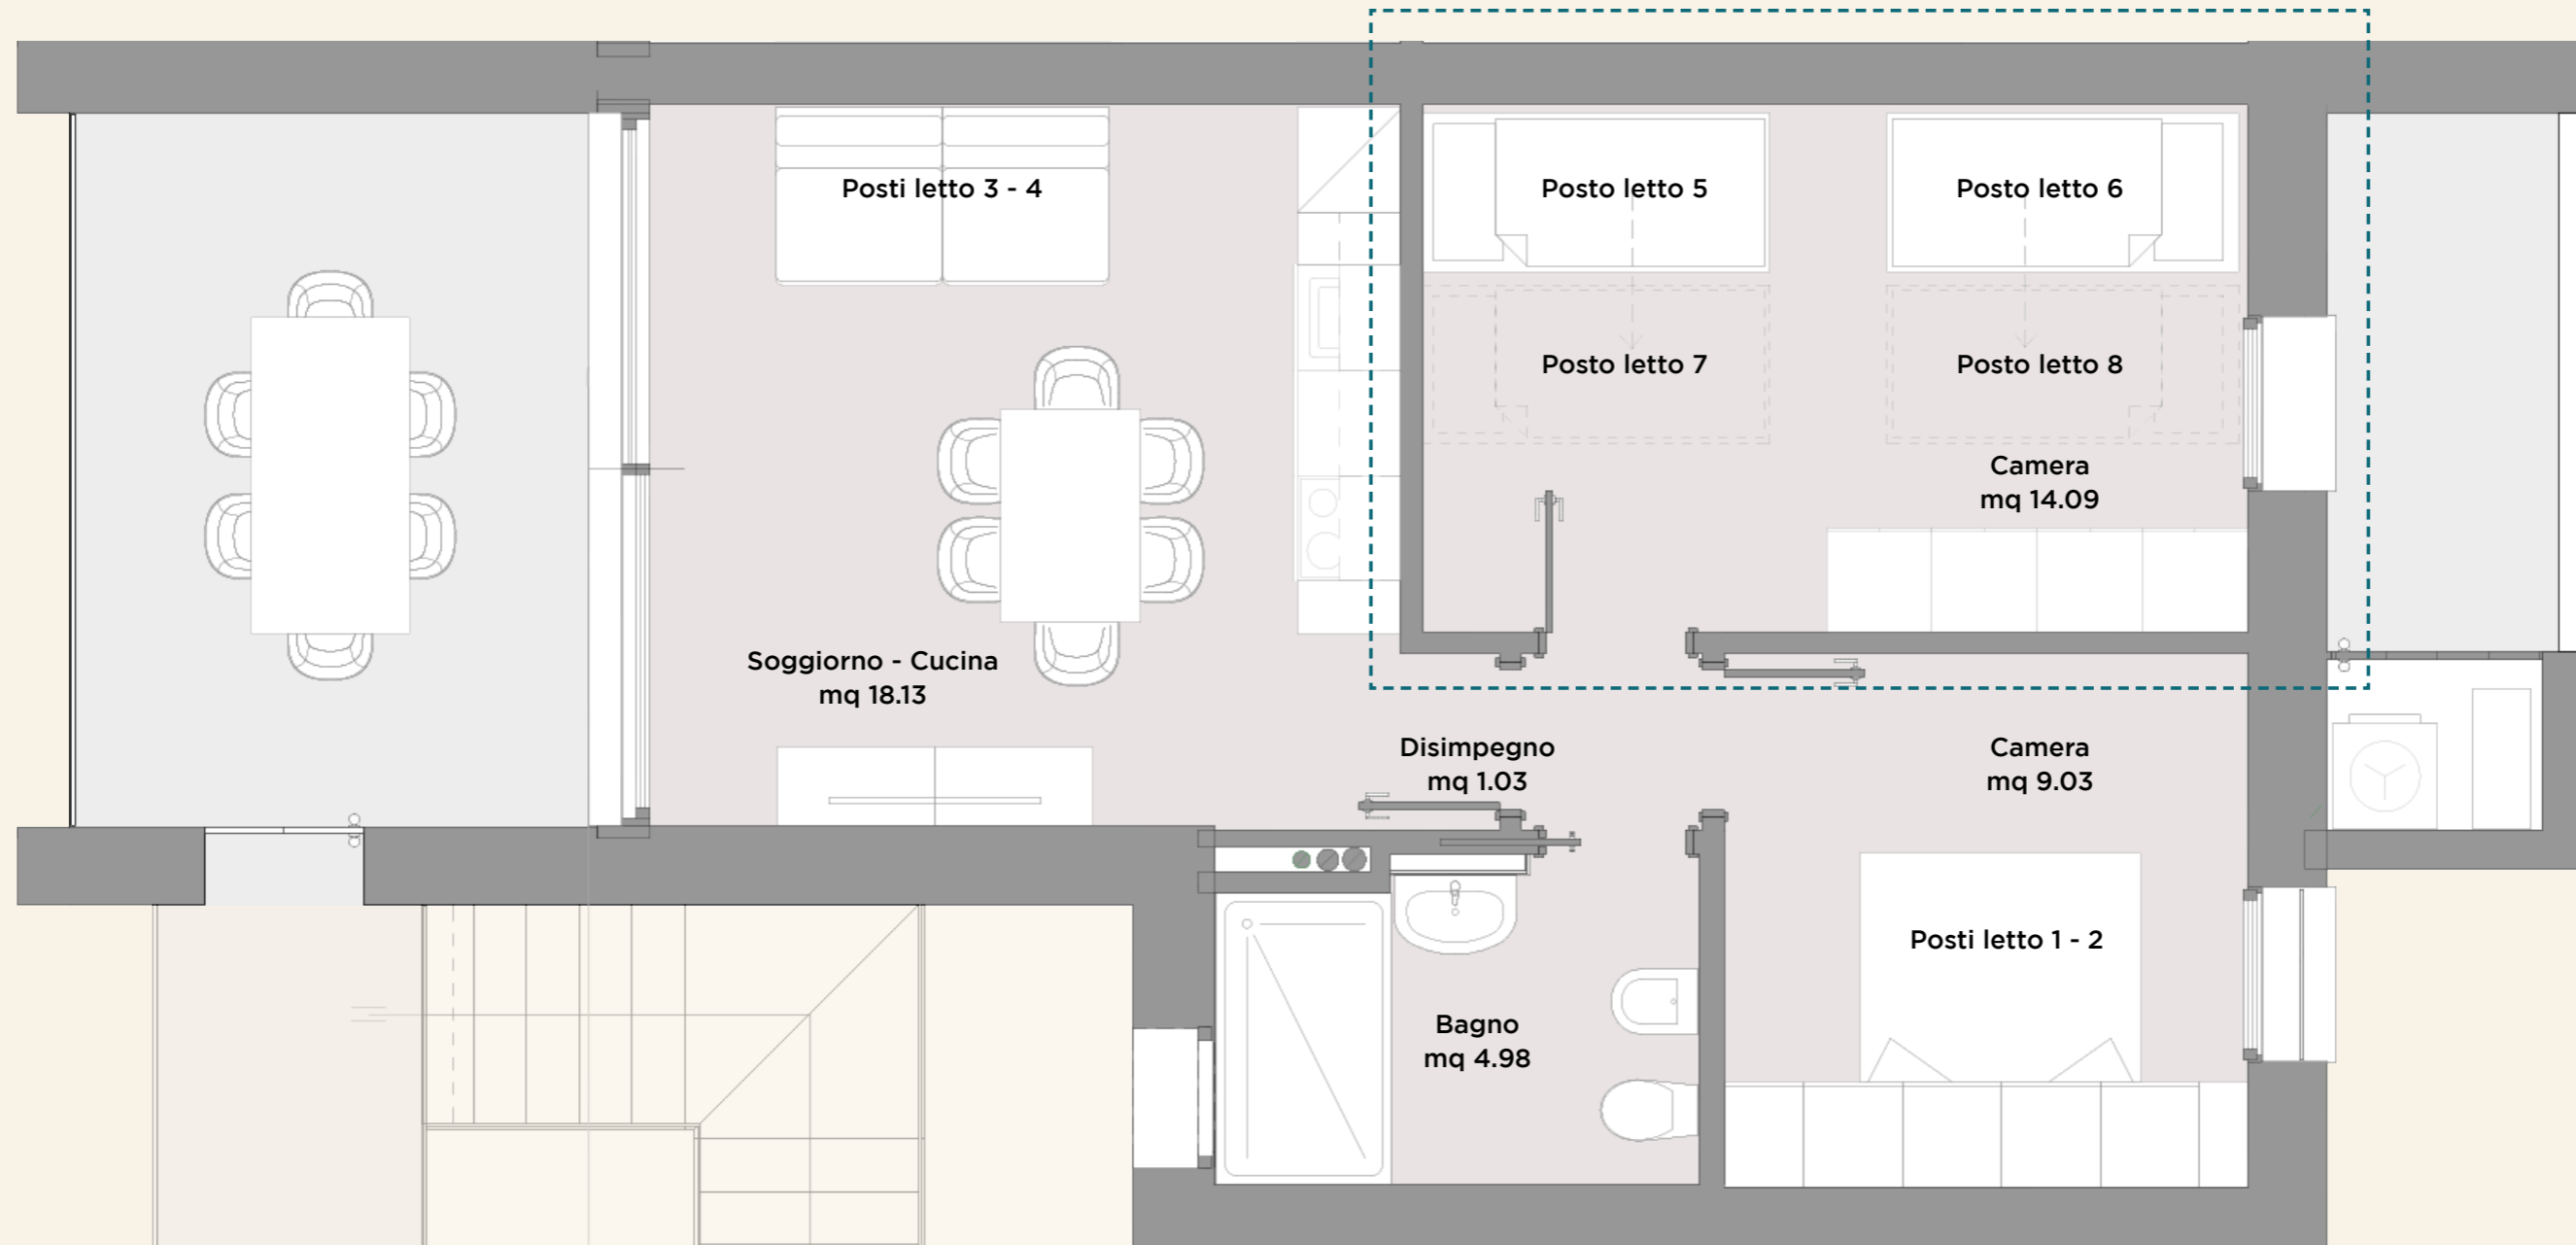 Posti letto 3 - 4
Posto letto 5
Posto letto 6
Posto letto 7
Posto letto 8
Camera
mq 14.09
Soggiorno - Cucina
mq 18.13
Disimpegno
mq 1.03
Camera
mq 9.03
Posti letto 1 - 2
Bagno
mq 4.98